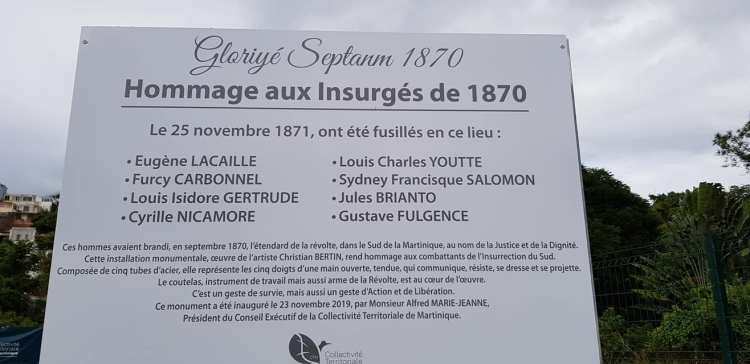 Gloriyé Septanm 1870
Hommage aux Insurgés de 1870
Le 25 novembre 1871, ont été fusillés en ce lieu :
• Eugène LACAILLE
• Furcy CARBONNEL
• Louis Isidore GERTRUDE
• Cyrille NICAMORE
• Louis Charles YOUTTE
• Sydney Francisque SALOMON
• Jules BRIANTO
• Gustave FULGENCE
Ces hommes avaient brandi, en septembre 1870, l'étendard de la révolte, dans le Sud de la Martinique, au nom de la Justice et de la Dignité.
Cette installation monumentale, œuvre de l'artiste Christian BERTIN, rend hommage aux combattants de l'Insurrection du Sud.
Composée de cinq tubes d'acier, elle représente les cinq doigts d'une main ouverte, tendue, qui communique, résiste, se dresse et se projette.
Le coutelas, instrument de travail mais aussi arme de la Révolte, est au cœur de l'œuvre.
C'est un geste de survie, mais aussi un geste d'Action et de Libération.
Ce monument a été inauguré le 23 novembre 2019, par Monsieur Alfred MARIE-JEANNE,
Président du Conseil Exécutif de la Collectivité Territoriale de Martinique.
Collectivité
Territoriale